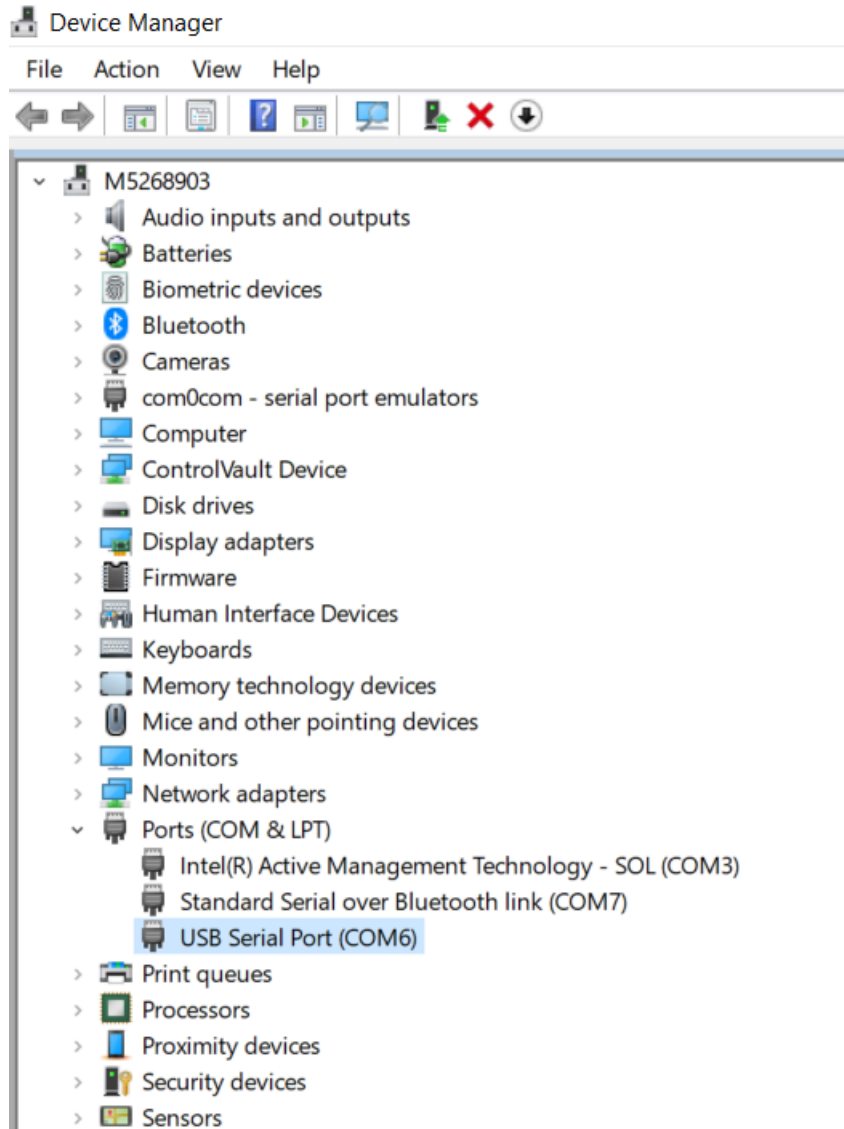 Device Manager
File Action View Help
M5268903
Audio inputs and outputs
Batteries
Biometric devices
Bluetooth
Cameras
com0com - serial port emulators
Computer
ControlVault Device
Disk drives
Display adapters
Firmware
Human Interface Devices
Keyboards
Memory technology devices
Mice and other pointing devices
Monitors
Network adapters
Ports (COM & LPT)
Intel(R) Active Management Technology - SOL (COM3)
Standard Serial over Bluetooth link (COM7)
USB Serial Port (COM6)
Print queues
Processors
Proximity devices
Security devices
Sensors